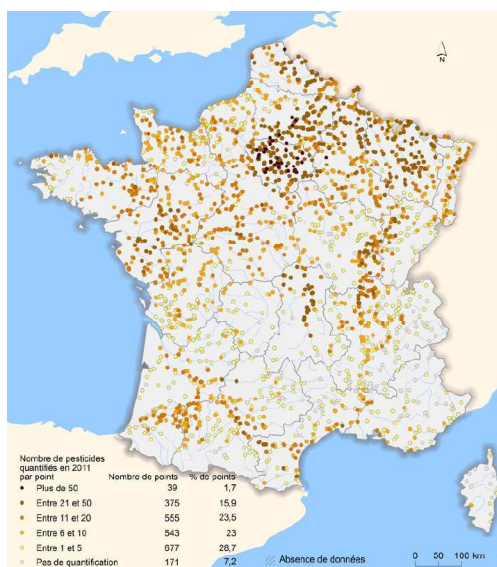 N
Nombre de pesticides
quantifiés en 2011
par point Nombre de points % de points
Plus de 50 39 1,7
Entre 21 et 50 375 15,9
Entre 11 et 20 555 23,5
Entre 6 et 10 543 23
Entre 1 et 5 677 28,7
Pas de quantification 171 7,2
Absence de données
0 50 100 km